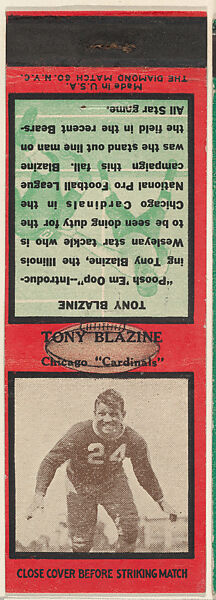 Made in U.S.A.
THE DIAMOND MATCH CO. N.Y.C.
TONY BLAZINE
"Poosh 'Em Oop"--Introduc-
ing Tony Blazine, the Illinois
Wesleyan star tackle who is
to be seen doing duty for the
Chicago Cardinals in the
National Pro Football League
campaign this fall. Blazine
was the stand out line man on
the field in the recent Bears-
All Star game.
TONY BLAZINE
Chicago "Cardinals"
24
CLOSE COVER BEFORE STRIKING MATCH